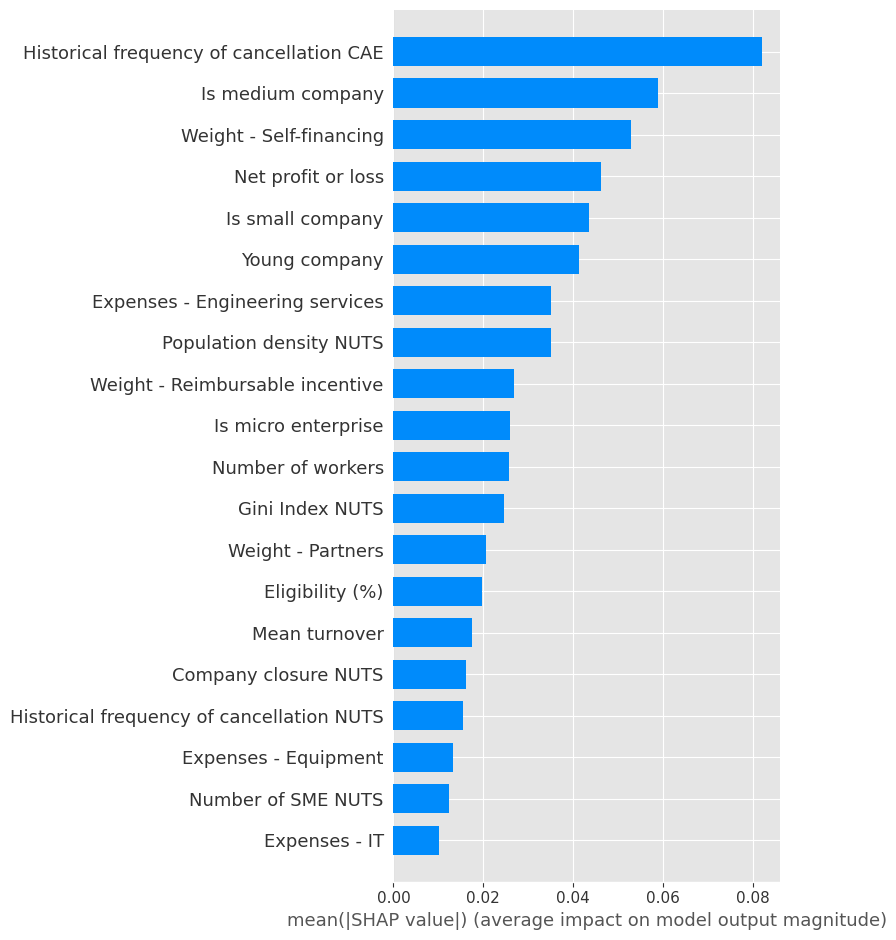 Historical frequency of cancellation CAE
Is medium company
Weight - Self-financing
Net profit or loss
Is small company
Young company
Expenses - Engineering services
Population density NUTS
Weight - Reimbursable incentive
Is micro enterprise
Number of workers
Gini Index NUTS
Weight - Partners
Eligibility (%)
Mean turnover
Company closure NUTS
Historical frequency of cancellation NUTS
Expenses - Equipment
Number of SME NUTS
Expenses - IT
0.00 0.02 0.04 0.06 0.08
mean(|SHAP value|) (average impact on model output magnitude)